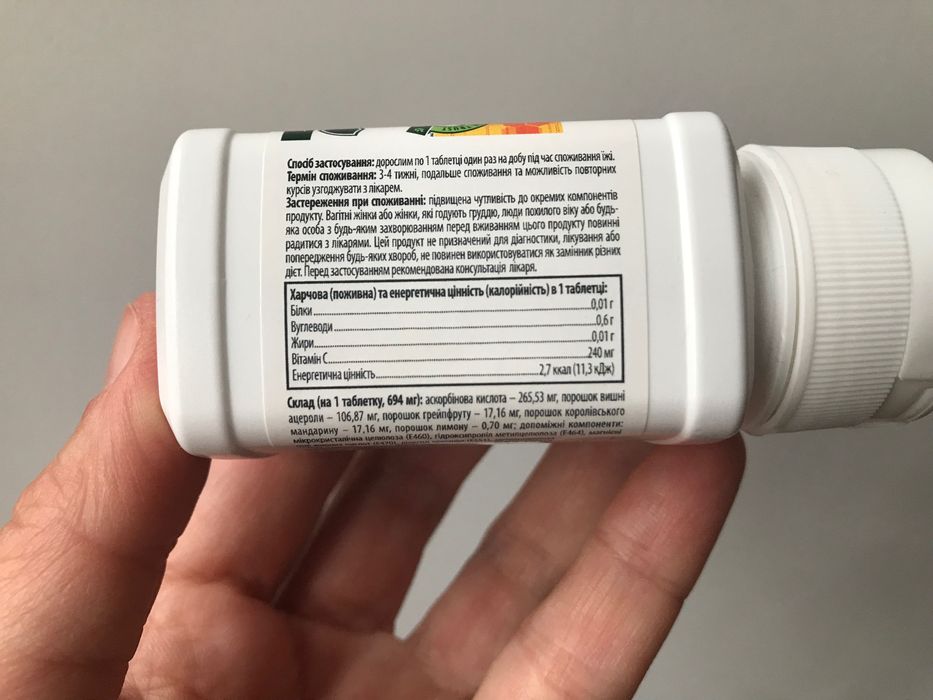 Спосіб застосування: дорослим по 1 таблетці один раз на добу під час споживання їжі.
Термін споживання: 3-4 тижні, подальше споживання та можливість повторних
курсів узгоджувати з лікарем.
Застереження при споживанні: підвищена чутливість до окремих компонентів
продукту. Вагітні жінки або жінки, які годують груддю, люди похилого віку або будь-
яка особа з будь-яким захворюванням перед вживанням цього продукту повинні
радитися з лікарями. Цей продукт не призначений для діагностики, лікування або
попередження будь-яких хвороб, не повинен використовуватися як замінник різних
дієт. Перед застосуванням рекомендована консультація лікаря.
Харчова (поживна) та енергетична цінність (калорійність) в 1 таблетці:
Білки 0,01 г
Вуглеводи 0,6 г
Жири 0,01 г
Вітамін С 240 мг
Енергетична цінність 2,7 ккал (11,3 кДж)
Склад (на 1 таблетку, 694 мг): аскорбінова кислота – 265,53 мг, порошок вишні
ацероли – 106,87 мг, порошок грейпфруту – 17,16 мг, порошок королівського
мандарину – 17,16 мг, порошок лимону – 0,70 мг; допоміжні компоненти:
мікрокристалічна целюлоза (Е460), гідроксипропіл метилцелюлоза (Е464), магнієві